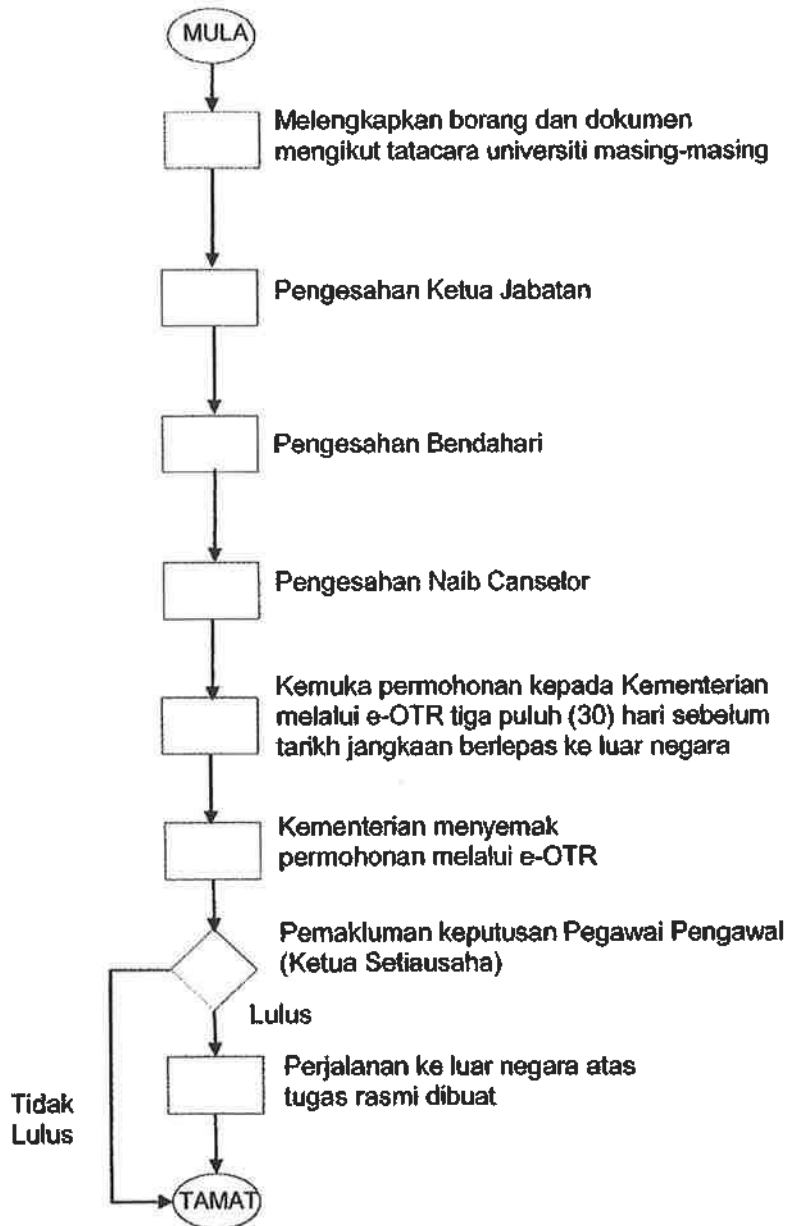 MULA
Melengkapkan borang dan dokumen
mengikut tatacara universiti masing-masing
Pengesahan Ketua Jabatan
Pengesahan Bendahari
Pengesahan Naib Canselor
Kemuka permohonan kepada Kementerian
melalui e-OTR tiga puluh (30) hari sebelum
tarikh jangkaan berlepas ke luar negara
Kementerian menyemak
permohonan melalui e-OTR
Pemakluman keputusan Pegawai Pengawal
(Ketua Setiausaha)
Lulus
Perjalanan ke luar negara atas
tugas rasmi dibuat
Tidak
Lulus
TAMAT